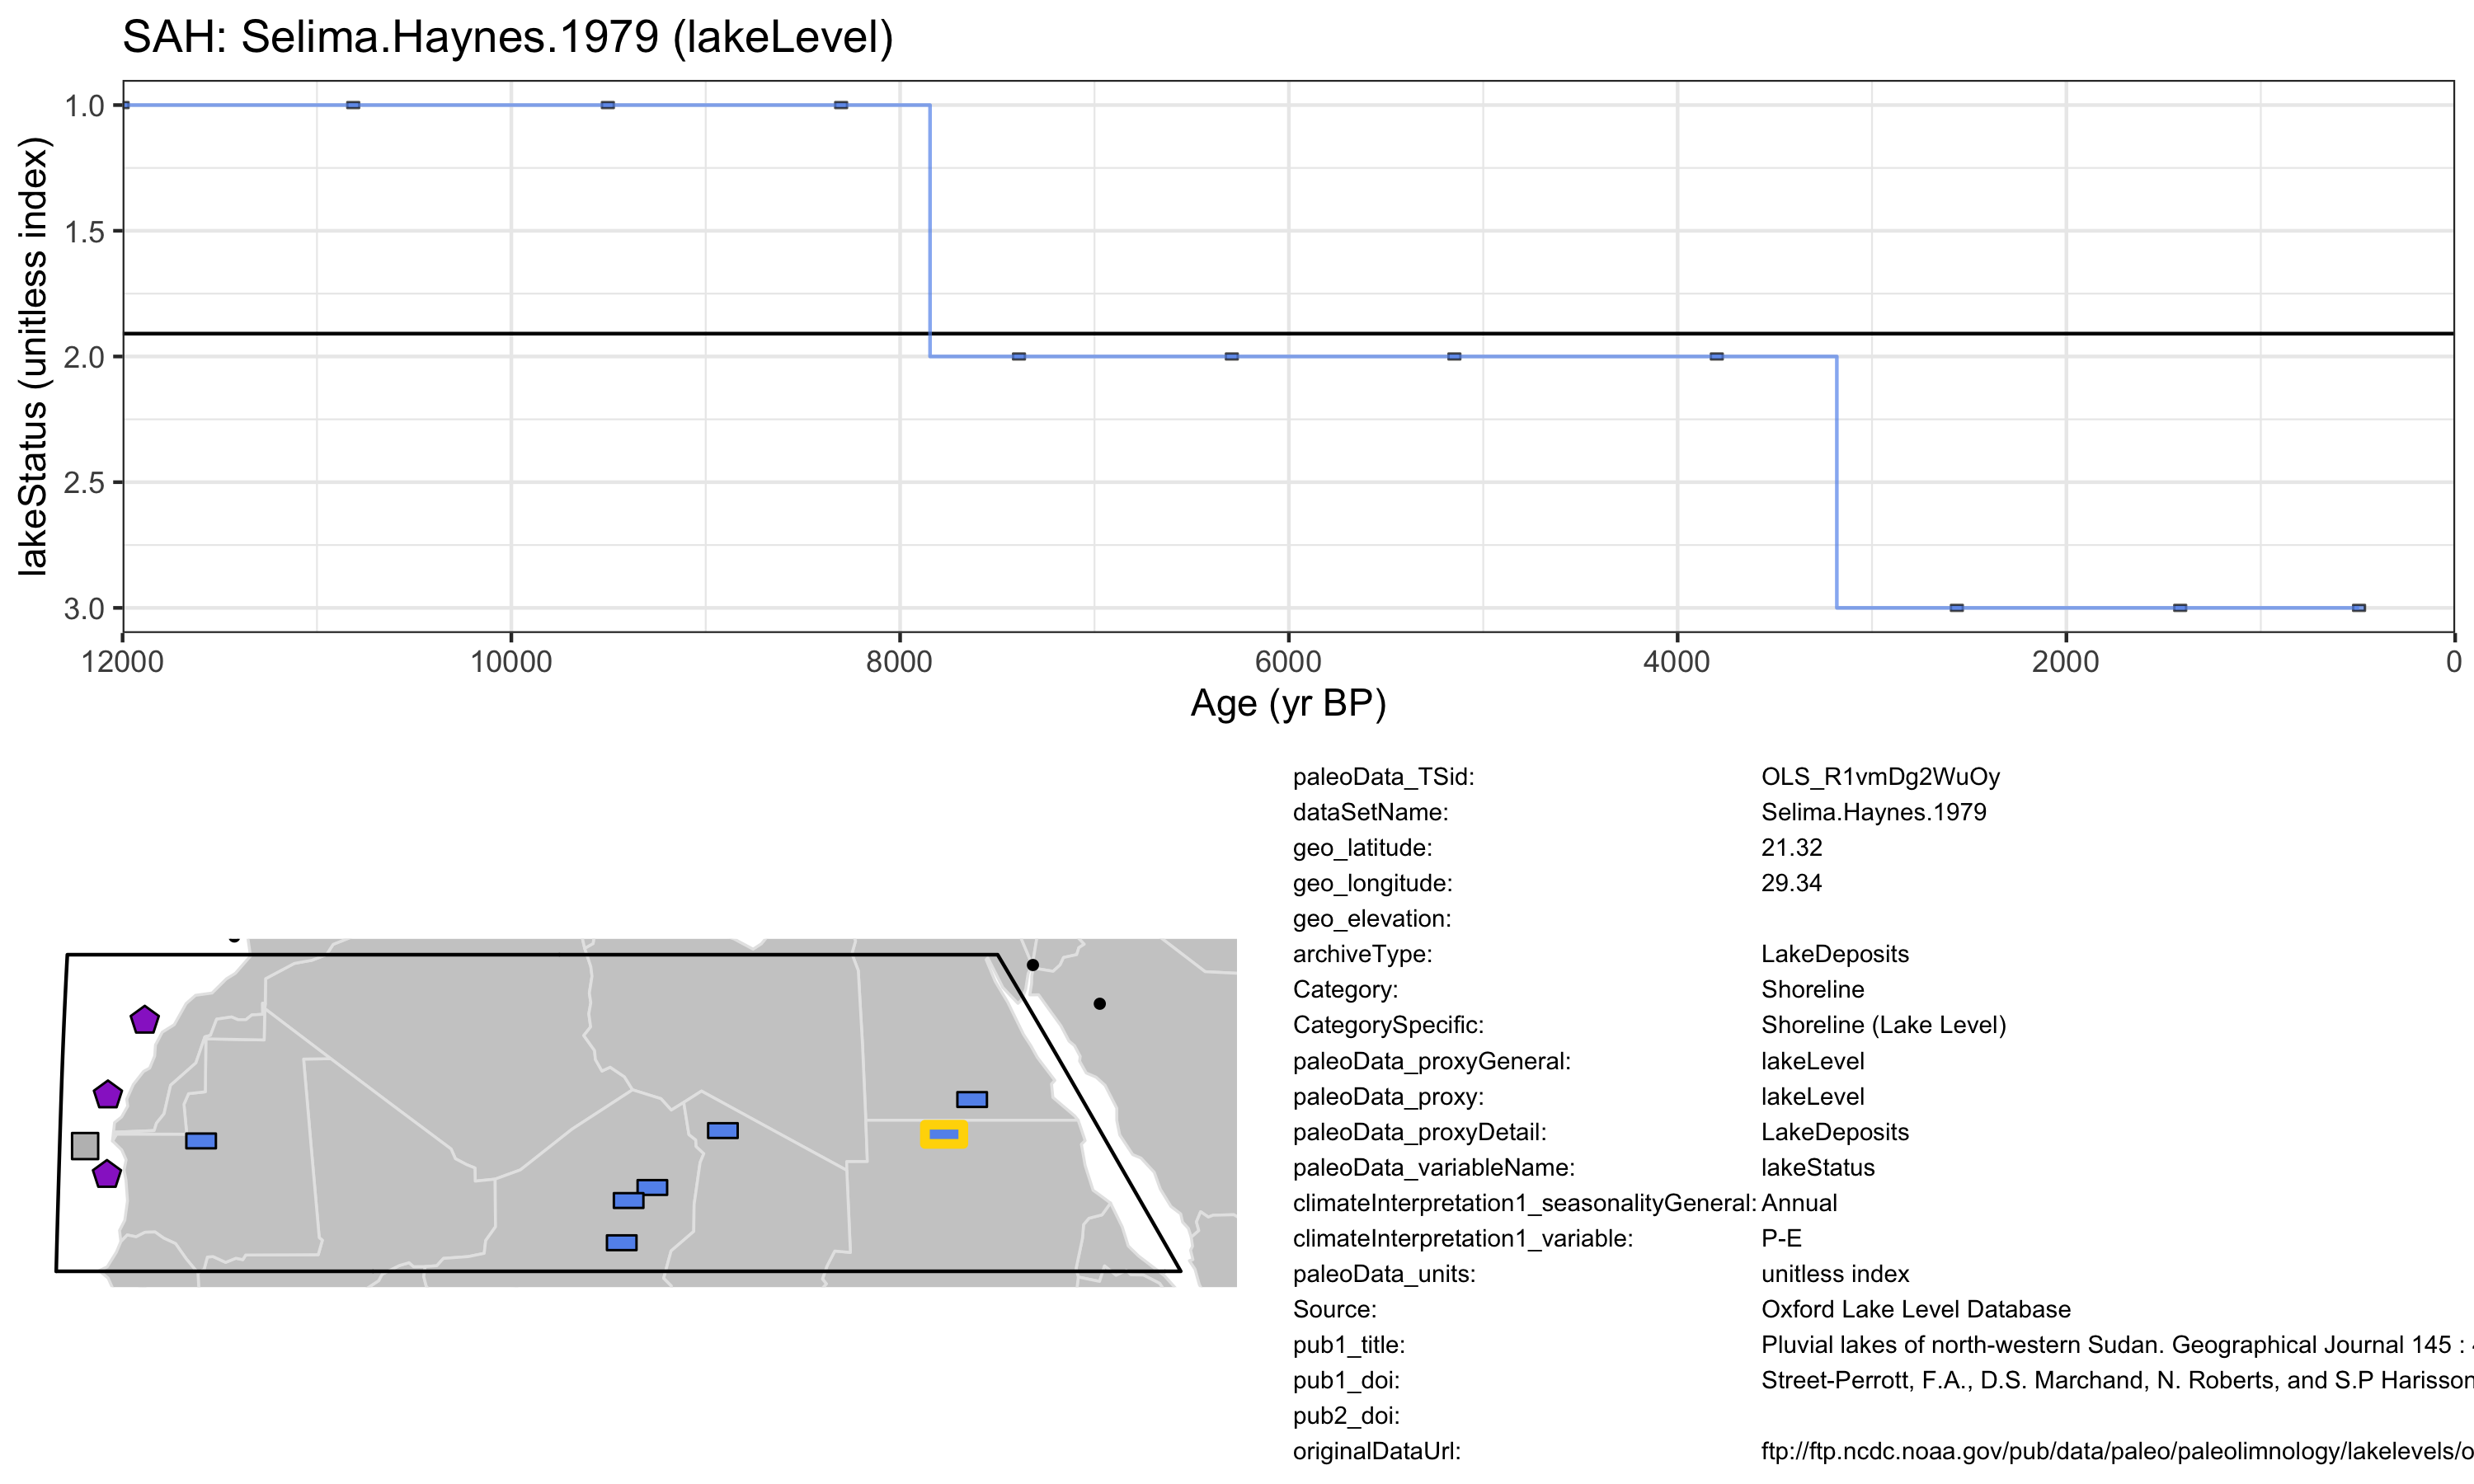 SAH: Selima.Haynes.1979 (lakeLevel)
lakeStatus (unitless index)
1.0
1.5
2.0
2.5
3.0
12000 10000 8000 6000 4000 2000 0
Age (yr BP)
paleoData_TSid: OLS_R1vmDg2WuOy
dataSetName: Selima.Haynes.1979
geo_latitude: 21.32
geo_longitude: 29.34
geo_elevation:
archiveType: LakeDeposits
Category: Shoreline
CategorySpecific: Shoreline (Lake Level)
paleoData_proxyGeneral: lakeLevel
paleoData_proxy: lakeLevel
paleoData_proxyDetail: LakeDeposits
paleoData_variableName: lakeStatus
climateInterpretation1_seasonalityGeneral: Annual
climateInterpretation1_variable: P-E
paleoData_units: unitless index
Source: Oxford Lake Level Database
pub1_title: Pluvial lakes of north-western Sudan. Geographical Journal 145 :
pub1_doi: Street-Perrott, F.A., D.S. Marchand, N. Roberts, and S.P Harisson
pub2_doi:
originalDataUrl: ftp://ftp.ncdc.noaa.gov/pub/data/paleo/paleolimnology/lakelevels/o